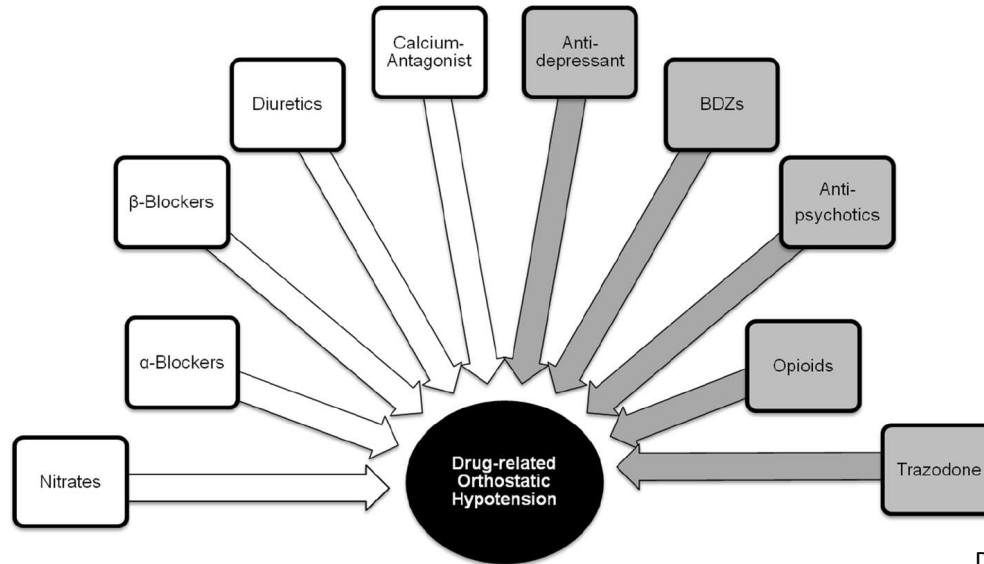 Calcium-
Antagonist
Anti-
depressant
Diuretics
BDZs
β-Blockers
Anti-
psychotics
α-Blockers
Opioids
Nitrates
Drug-related
Orthostatic
Hypotension
Trazodone